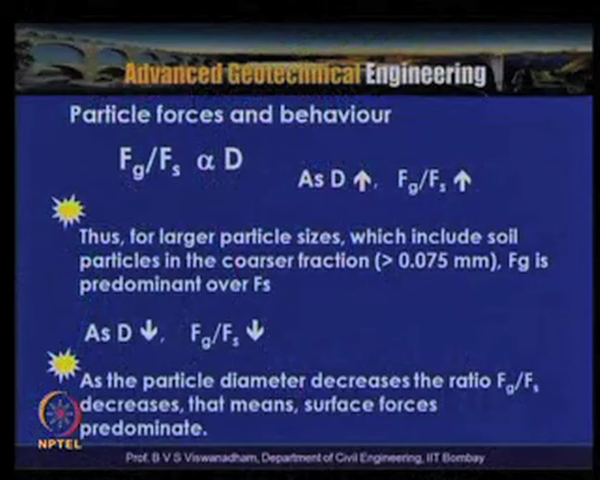 Advanced Geotechnical Engineering
Particle forces and behaviour
Fg/Fs α D
As D ↑, Fg/Fs ↑
Thus, for larger particle sizes, which include soil
particles in the coarser fraction (> 0.075 mm), Fg is
predominant over Fs
As D ↓, Fg/Fs ↓
As the particle diameter decreases the ratio Fg/Fs
decreases, that means, surface forces
predominate.
NPTEL
Prof. B V S Viswanadham, Department of Civil Engineering, IIT Bombay